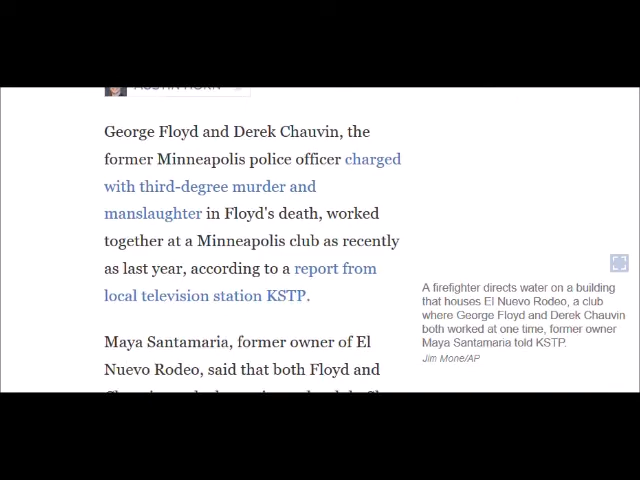 George Floyd and Derek Chauvin, the
former Minneapolis police officer charged
with third-degree murder and
manslaughter in Floyd's death, worked
together at a Minneapolis club as recently
as last year, according to a report from
local television station KSTP.
Maya Santamaria, former owner of El
Nuevo Rodeo, said that both Floyd and
A firefighter directs water on a building
that houses El Nuevo Rodeo, a club
where George Floyd and Derek Chauvin
both worked at one time, former owner
Maya Santamaria told KSTP.
Jim Mone/AP